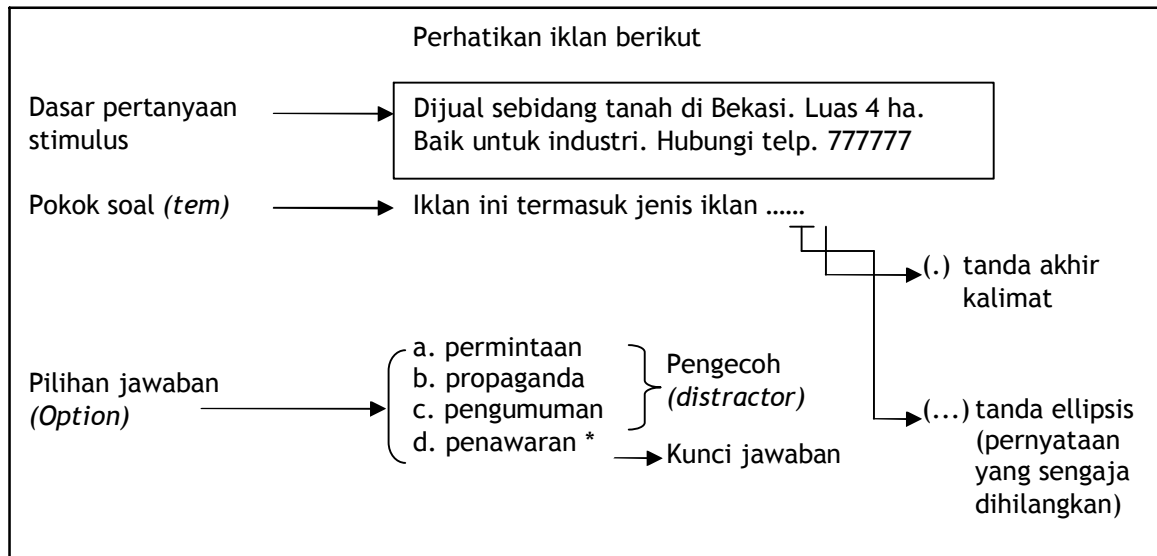 Perhatikan iklan berikut
Dasar pertanyaan
stimulus
Dijual sebidang tanah di Bekasi. Luas 4 ha.
Baik untuk industri. Hubungi telp. 777777
Pokok soal (tem)
Iklan ini termasuk jenis iklan ......
(.) tanda akhir
kalimat
Pilihan jawaban
(Option)
a. permintaan
b. propaganda
c. pengumuman
d. penawaran *
Pengecoh
(distractor)
Kunci jawaban
(...) tanda ellipsis
(pernyataan
yang sengaja
dihilangkan)